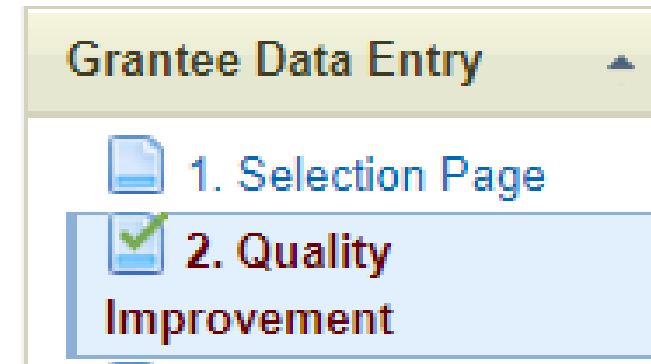 Grantee Data Entry
1. Selection Page
2. Quality
Improvement